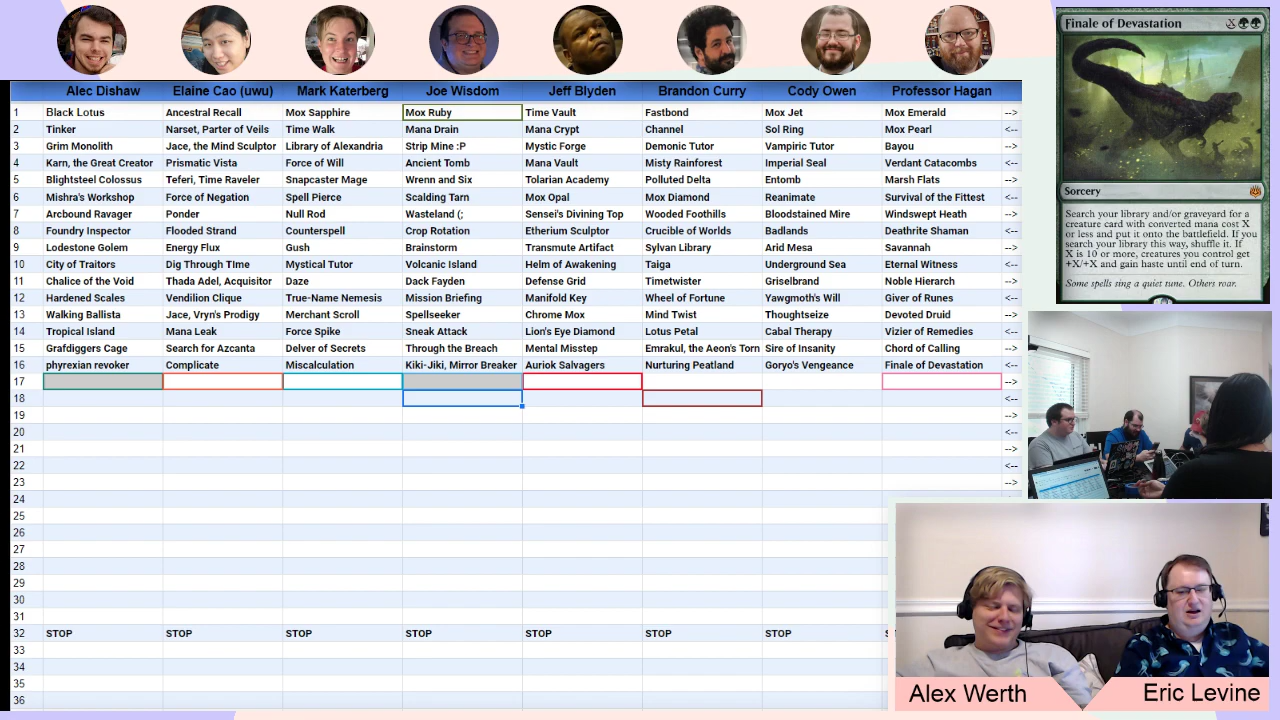 Alec Dishaw Elaine Cao (uwu) Mark Katerberg Joe Wisdom Jeff Blyden Brandon Curry Cody Owen Professor Hagan
1 Black Lotus Ancestral Recall Mox Sapphire Mox Ruby Time Vault Fastbond Mox Jet Mox Emerald -->
2 Tinker Narset, Parter of Veils Time Walk Mana Drain Mana Crypt Channel Sol Ring Mox Pearl <--
3 Grim Monolith Jace, the Mind Sculptor Library of Alexandria Strip Mine :P Mystic Forge Demonic Tutor Vampiric Tutor Bayou -->
4 Karn, the Great Creator Prismatic Vista Force of Will Ancient Tomb Mana Vault Misty Rainforest Imperial Seal Verdant Catacombs <--
5 Blightsteel Colossus Teferi, Time Raveler Snapcaster Mage Wrenn and Six Tolarian Academy Polluted Delta Entomb Marsh Flats -->
6 Mishra's Workshop Force of Negation Spell Pierce Scalding Tarn Mox Opal Mox Diamond Reanimate Survival of the Fittest <--
7 Arcbound Ravager Ponder Null Rod Wasteland (; Sensei's Divining Top Wooded Foothills Bloodstained Mire Windswept Heath -->
8 Foundry Inspector Flooded Strand Counterspell Crop Rotation Etherium Sculptor Crucible of Worlds Badlands Deathrite Shaman <--
9 Lodestone Golem Energy Flux Gush Brainstorm Transmute Artifact Sylvan Library Arid Mesa Savannah -->
10 City of Traitors Dig Through TIme Mystical Tutor Volcanic Island Helm of Awakening Taiga Underground Sea Eternal Witness <--
11 Chalice of the Void Thada Adel, Acquisitor Daze Dack Fayden Defense Grid Timetwister Griselbrand Noble Hierarch -->
12 Hardened Scales Vendilion Clique True-Name Nemesis Mission Briefing Manifold Key Wheel of Fortune Yawgmoth's Will Giver of Runes <--
13 Walking Ballista Jace, Vryn's Prodigy Merchant Scroll Spellseeker Chrome Mox Mind Twist Thoughtseize Devoted Druid -->
14 Tropical Island Mana Leak Force Spike Sneak Attack Lion's Eye Diamond Lotus Petal Cabal Therapy Vizier of Remedies <--
15 Grafdiggers Cage Search for Azcanta Delver of Secrets Through the Breach Mental Misstep Emrakul, the Aeon's Torn Sire of Insanity Chord of Calling -->
16 phyrexian revoker Complicate Miscalculation Kiki-Jiki, Mirror Breaker Auriok Salvagers Nurturing Peatland Goryo's Vengeance Finale of Devastation <--
17 -->
18 <--
19 -->
20 <--
21 -->
22 <--
23 -->
24
25
26
27
28
29
30
31
32 STOP STOP STOP STOP STOP STOP STOP
33
34
35
36
Finale of Devastation X
Sorcery
Search your library and/or graveyard for a
creature card with converted mana cost X
or less and put it onto the battlefield. If you
search your library this way, shuffle it. If
X is 10 or more, creatures you control get
+X/+X and gain haste until end of turn.
Some spells sing a quiet tune. Others roar.
Alex Werth Eric Levine